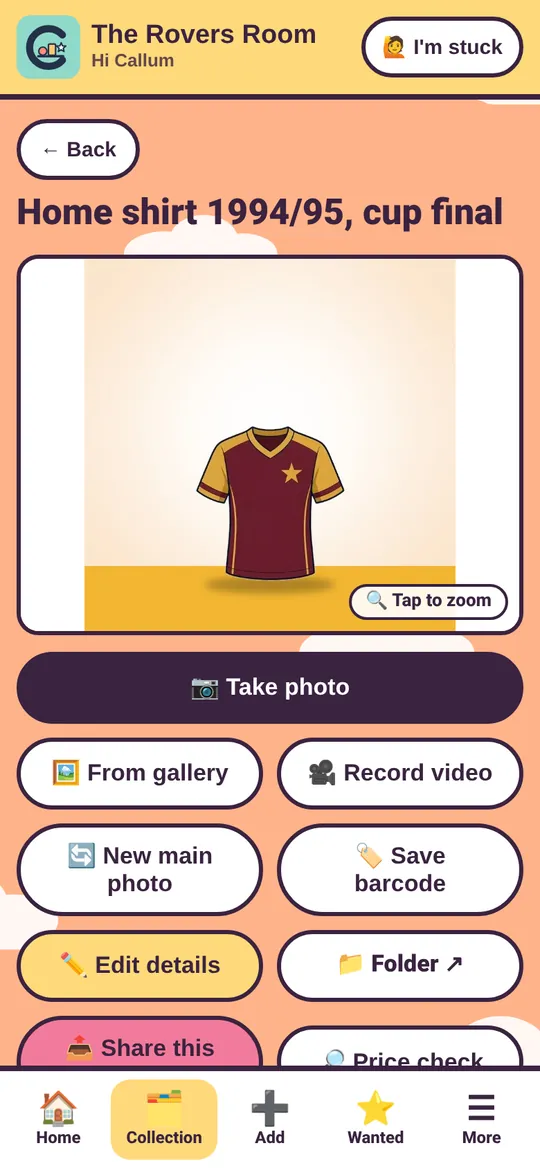 The Rovers Room
Hi Callum
🙋 I'm stuck
← Back
Home shirt 1994/95, cup final
🔍 Tap to zoom
📷 Take photo
🖼️ From gallery
🎥 Record video
🔄 New main
photo
🏷️ Save
barcode
✏️ Edit details
📁 Folder ↗
📤 Share this
🔎 Price check
Home
Collection
Add
Wanted
More